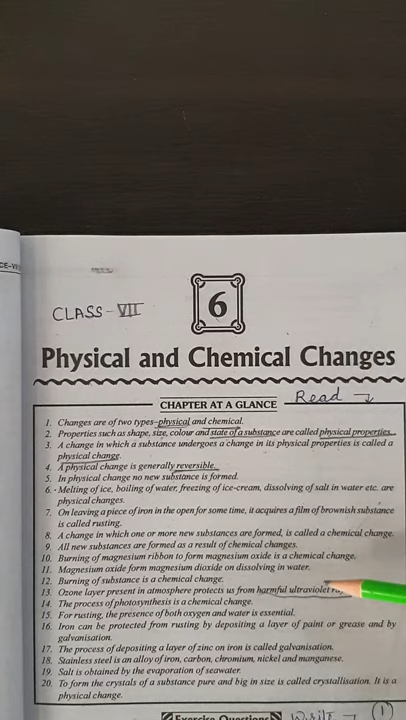 CE-VII
CLASS-VII
6
Physical and Chemical Changes
CHAPTER AT A GLANCE
Read ↓
1. Changes are of two types-physical and chemical.
2. Properties such as shape, size, colour and state of a substance are called physical properties.
3. A change in which a substance undergoes a change in its physical properties is called a
physical change.
4. A physical change is generally reversible.
5. In physical change no new substance is formed.
6. Melting of ice, boiling of water, freezing of ice-cream, dissolving of salt in water etc. are
physical changes.
7. On leaving a piece of iron in the open for some time, it acquires a film of brownish substance
is called rusting.
8. A change in which one or more new substances are formed, is called a chemical change.
9. All new substances are formed as a result of chemical changes.
10. Burning of magnesium ribbon to form magnesium oxide is a chemical change.
11. Magnesium oxide form magnesium dioxide on dissolving in water.
12. Burning of substance is a chemical change.
13. Ozone layer present in atmosphere protects us from harmful ultraviolet
14. The process of photosynthesis is a chemical change.
15. For rusting, the presence of both oxygen and water is essential.
16. Iron can be protected from rusting by depositing a layer of paint or grease and by
galvanisation.
17. The process of depositing a layer of zinc on iron is called galvanisation.
18. Stainless steel is an alloy of iron, carbon, chromium, nickel and manganese.
19. Salt is obtained by the evaporation of seawater.
20. To form the crystals of a substance pure and big in size is called crystallisation. It is a
physical change.
Exercise Questions
Write → (1)